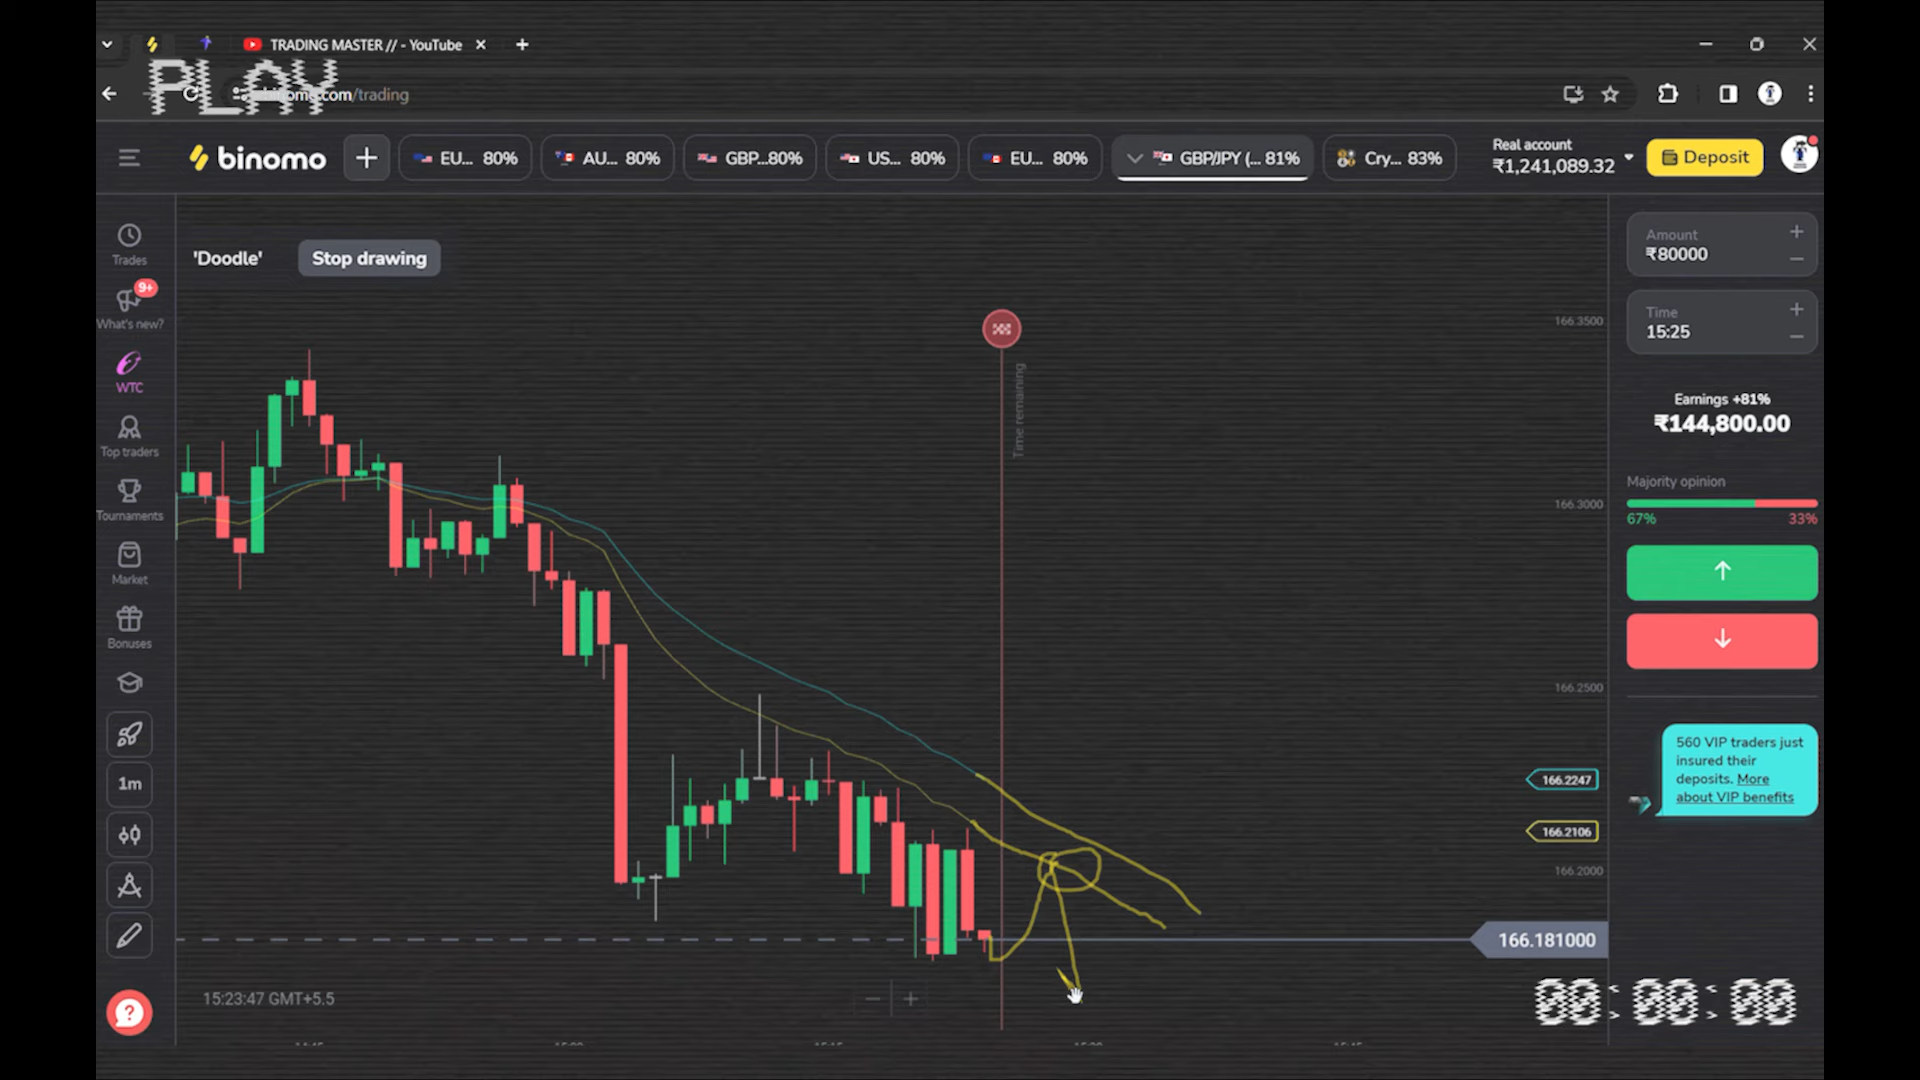 TRADING MASTER // - YouTube
PLAY
binomo.com/trading
binomo
EU... 80%
AU... 80%
GBP...80%
US... 80%
EU... 80%
GBP/JPY (... 81%
Cry... 83%
Real account
₹1,241,089.32
Deposit
Trades
9+
What's new?
WTC
Top traders
Tournaments
Market
Bonuses
1m
'Doodle'
Stop drawing
Time remaining
166.3500
166.3000
166.2500
166.2247
166.2106
166.2000
166.181000
15:23:47 GMT+5.5
Amount
₹80000
Time
15:25
Earnings +81%
₹144,800.00
Majority opinion
67%
33%
560 VIP traders just
insured their
deposits. More
about VIP benefits
00:00:00